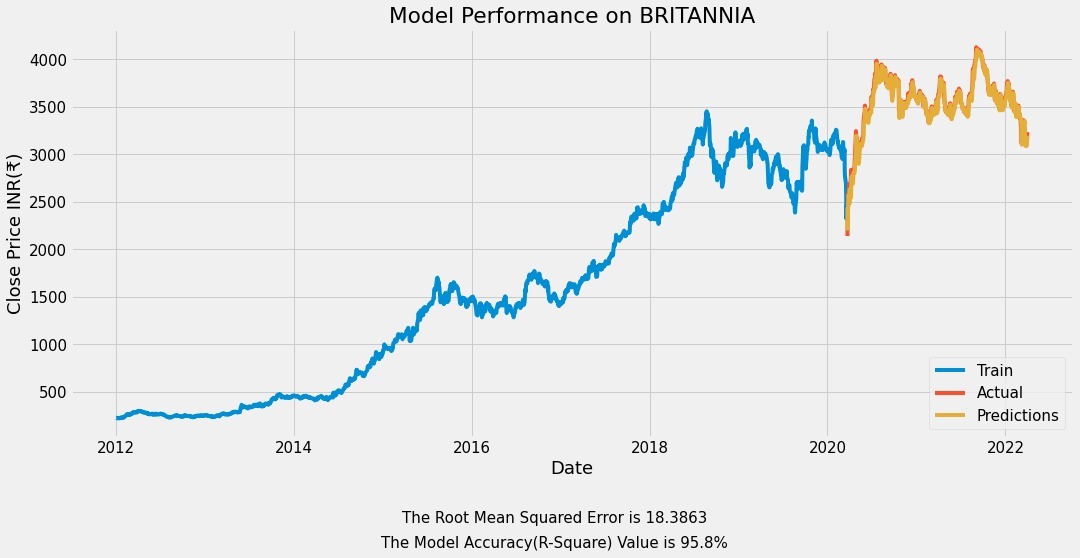 Model Performance on BRITANNIA
Close Price INR(₹)
4000
3500
3000
2500
2000
1500
1000
500
Train
Actual
Predictions
2012 2014 2016 2018 2020 2022
Date
The Root Mean Squared Error is 18.3863
The Model Accuracy(R-Square) Value is 95.8%